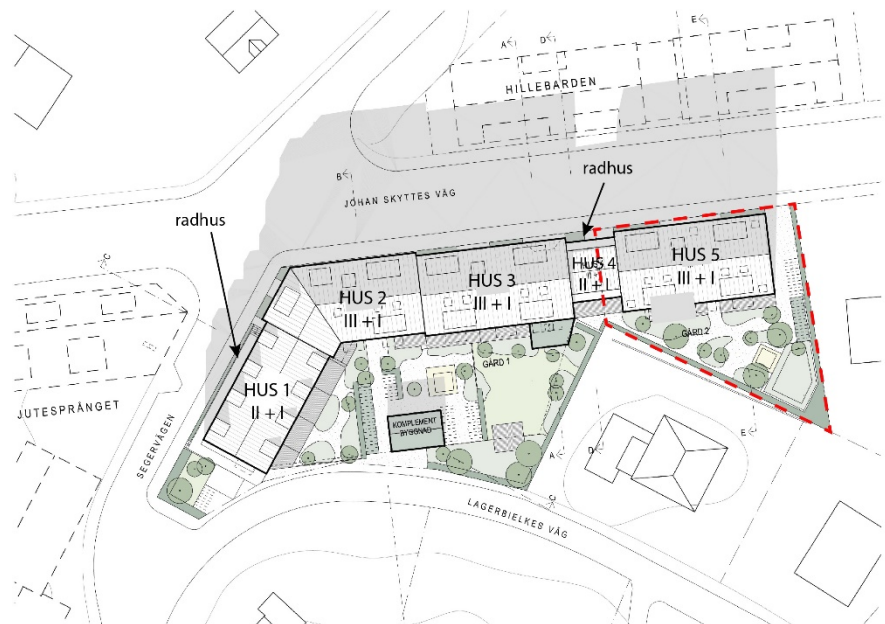 A
D
E
HILLEBARDEN
B
JOHAN SKYTTES VÄG
radhus
radhus
C
HUS 1
II + I
HUS 2
III + I
HUS 3
III + I
HUS 4
II + I
HUS 5
III + I
GÅRD 1
GÅRD 2
KOMPLEMENT
BYGGNAD
JUTESPRÅNGET
SEGERVÄGEN
LAGERBIELKES VÄG
A
D
E
C